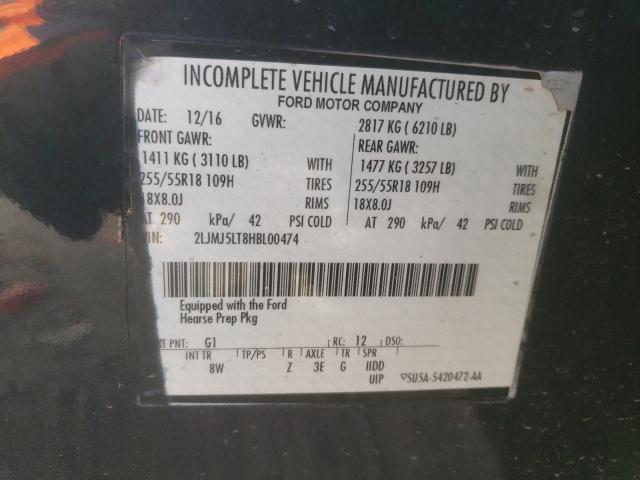 INCOMPLETE VEHICLE MANUFACTURED BY
FORD MOTOR COMPANY
DATE: 12/16 GVWR: 2817 KG ( 6210 LB)
FRONT GAWR: REAR GAWR:
1411 KG ( 3110 LB) WITH 1477 KG ( 3257 LB) WITH
255/55R18 109H TIRES 255/55R18 109H TIRES
18X8.0J RIMS 18X8.0J RIMS
AT 290 kPa/ 42 PSI COLD AT 290 kPa/ 42 PSI COLD
VIN: 2LJMJ5LT8HBL00474
Equipped with the Ford
Hearse Prep Pkg
PNT: G1 RC: 12 DSO:
INT TR TP/PS R AXLE TR SPR
8W Z 3E G IIDD
UIP SU5A-5420472-AA